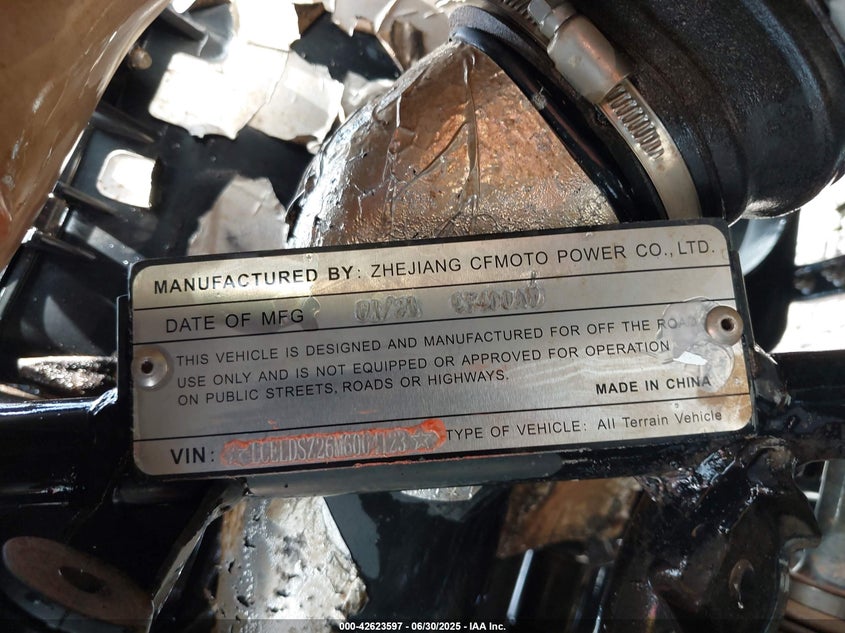 MANUFACTURED BY: ZHEJIANG CFMOTO POWER CO., LTD.
DATE OF MFG
THIS VEHICLE IS DESIGNED AND MANUFACTURED FOR OFF THE ROAD
USE ONLY AND IS NOT EQUIPPED OR APPROVED FOR OPERATION
ON PUBLIC STREETS, ROADS OR HIGHWAYS.
MADE IN CHINA
VIN: TYPE OF VEHICLE: All Terrain Vehicle
000-42623597 - 06/30/2025 - IAA Inc.